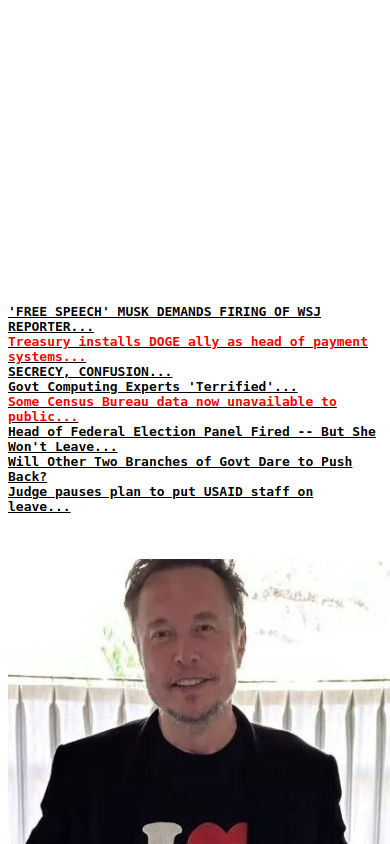 'FREE SPEECH' MUSK DEMANDS FIRING OF WSJ
REPORTER...
Treasury installs DOGE ally as head of payment
systems...
SECRECY, CONFUSION...
Govt Computing Experts 'Terrified'...
Some Census Bureau data now unavailable to
public...
Head of Federal Election Panel Fired -- But She
Won't Leave...
Will Other Two Branches of Govt Dare to Push
Back?
Judge pauses plan to put USAID staff on
leave...
I